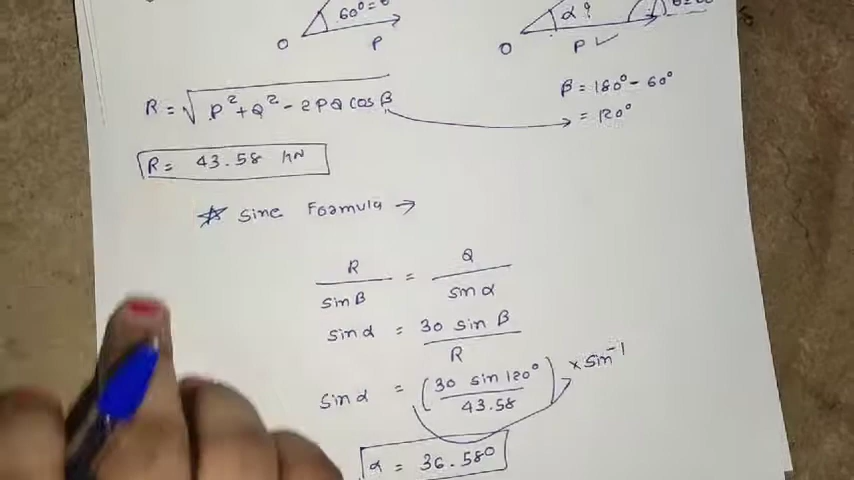 60° = θ
O
P
α ?
O
P ✓
R = √P² + Q² - 2PQ cos β
β = 180° - 60°
= 120°
R = 43.58 kN
☆ Sine Formula →
R / sin β = Q / sin α
sin α = 30 sin β / R
sin α = (30 sin 120° / 43.58) × sin⁻¹
α = 36.58°